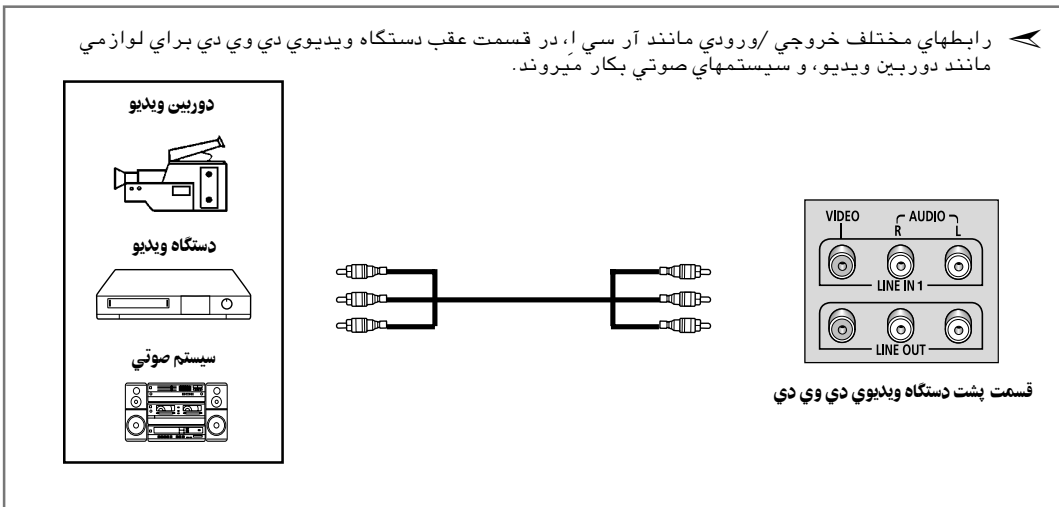 رابطهاي مختلف خروجي /ورودي مانند آر سي اِ، در قسمت عقب دستگاه ويديوي دي وي دي براي لوازمي
مانند دوربين ويديو، و سيستمهاي صوتي بكار ميروند.
دوربين ويديو
دستگاه ويديو
سيستم صوتي
VIDEO
AUDIO
R L
LINE IN 1
LINE OUT
قسمت پشت دستگاه ويديوي دي وي دي